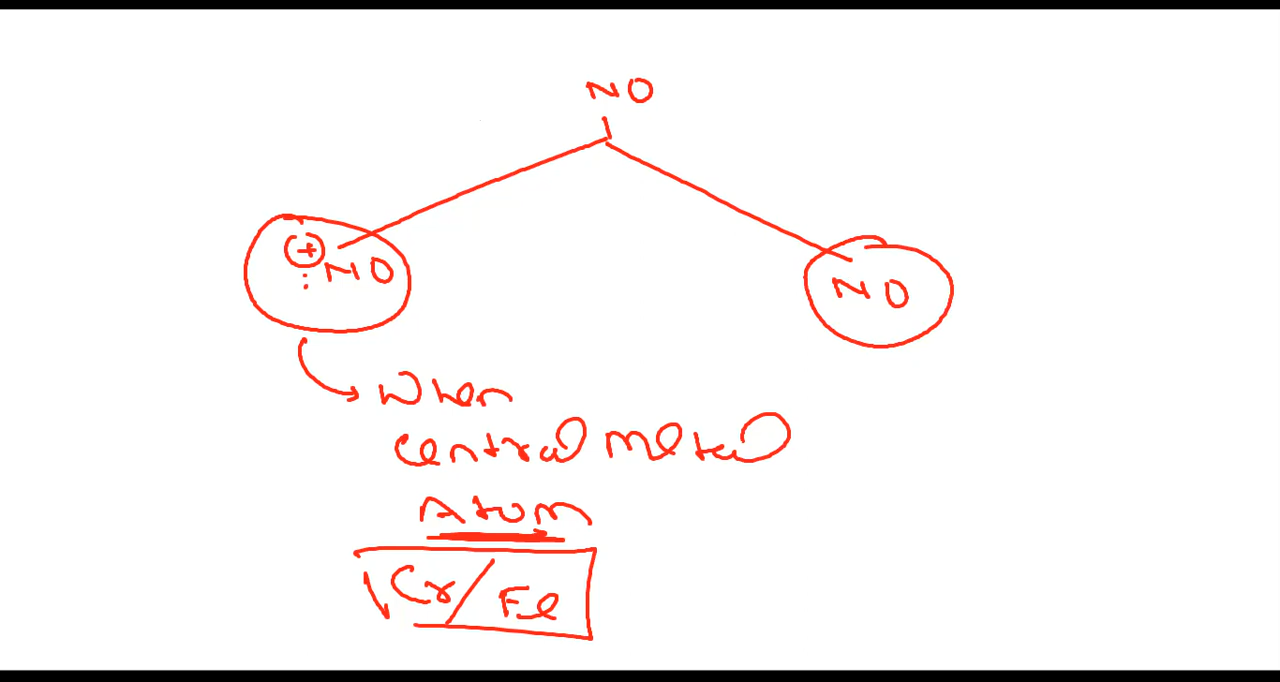 NO
⊕
:NO
NO
When
central metal
Atom
Cr/Fe